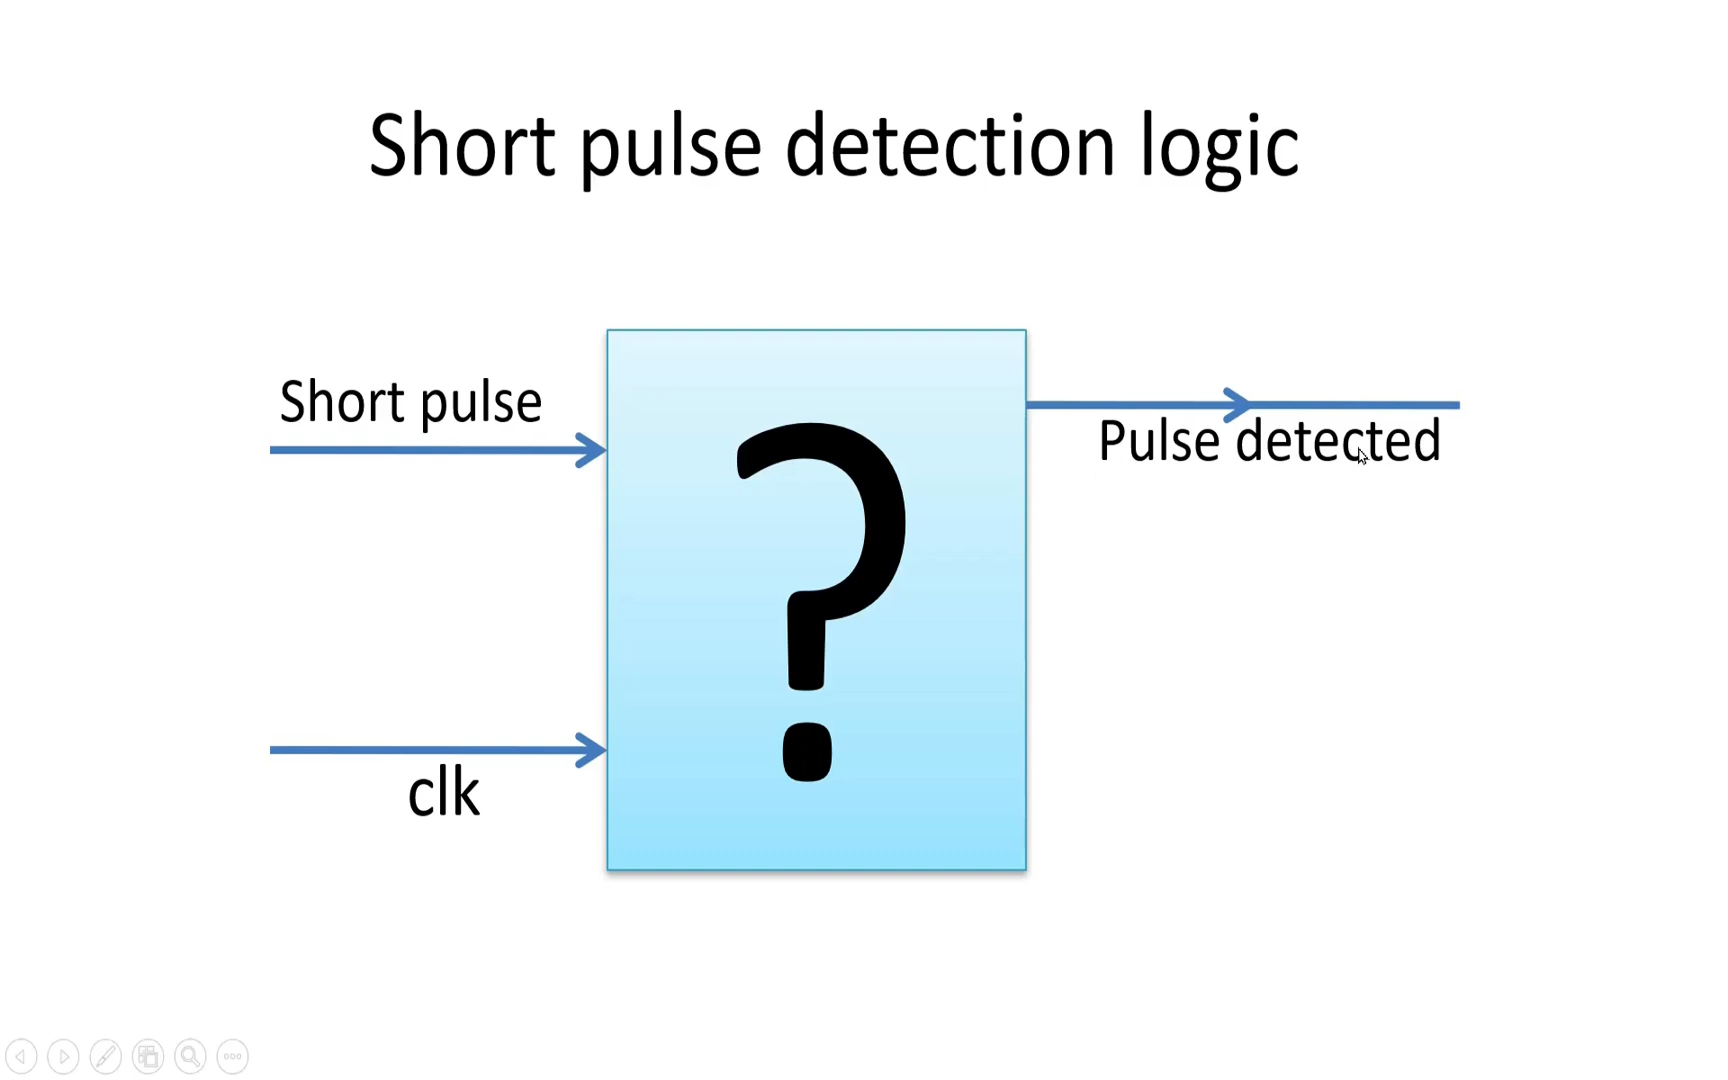 Short pulse detection logic
Short pulse
Pulse detected
?
clk